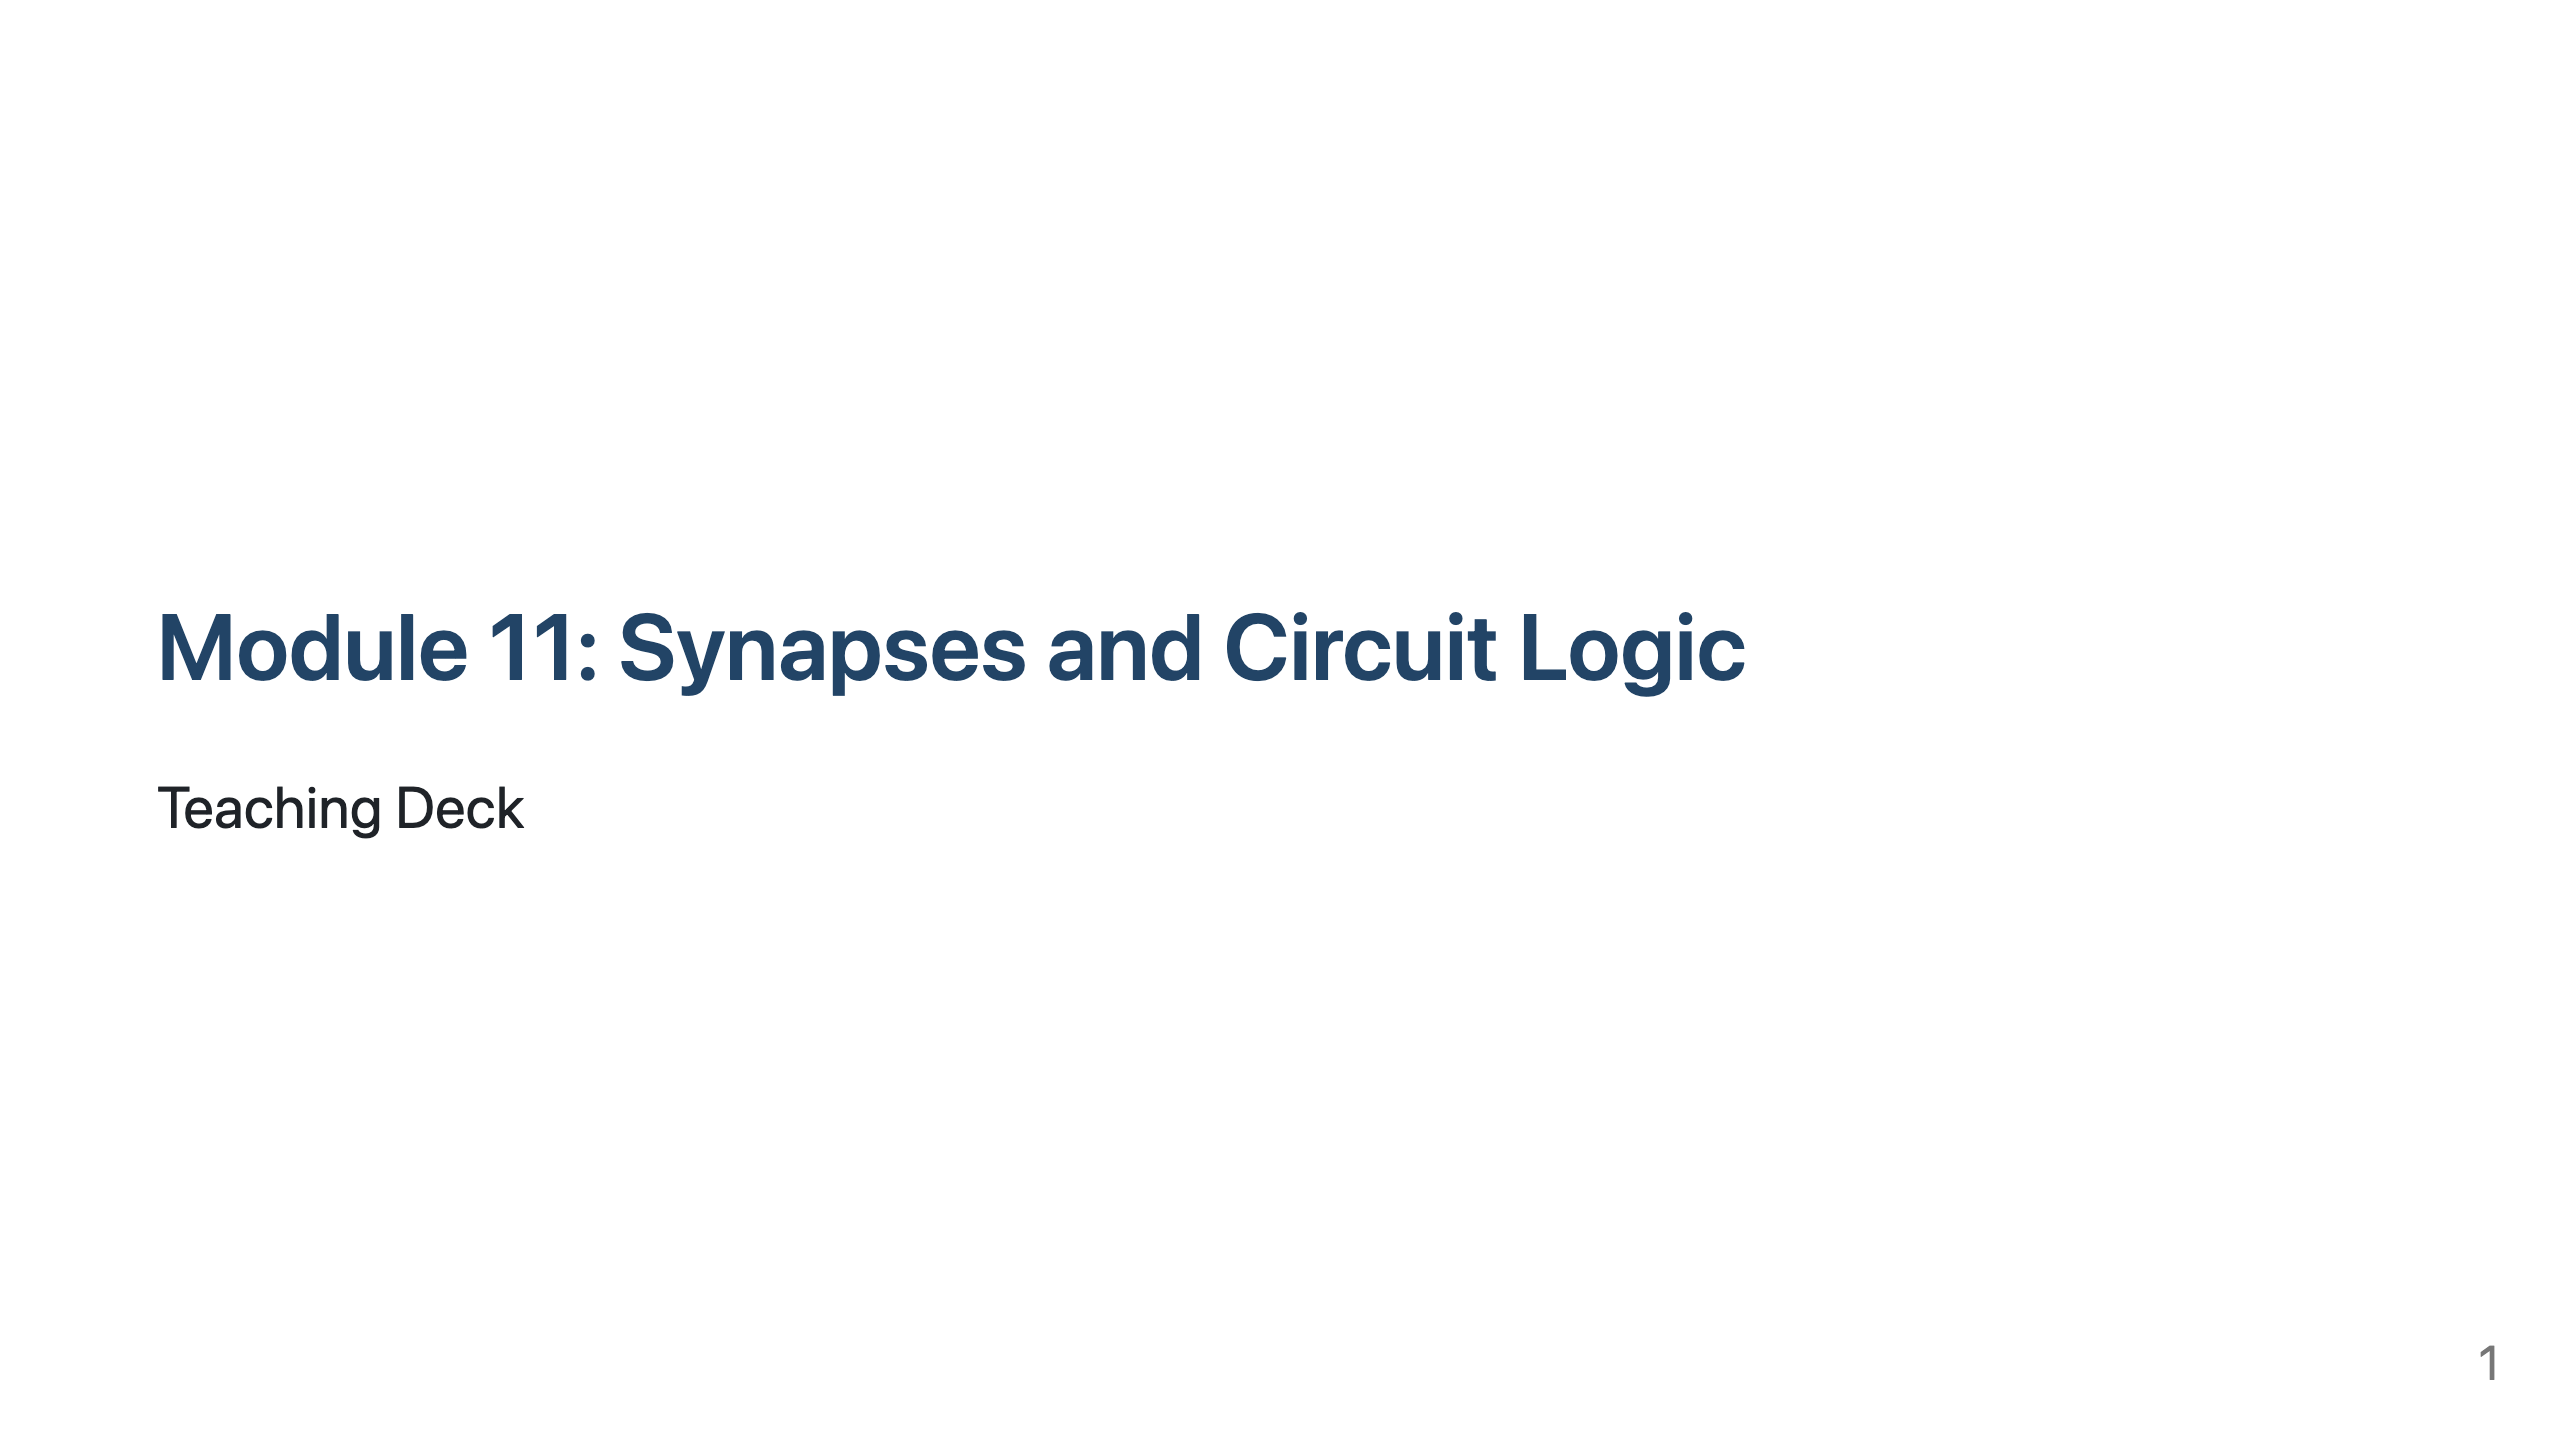 Module 11: Synapses and Circuit Logic
Teaching Deck
1